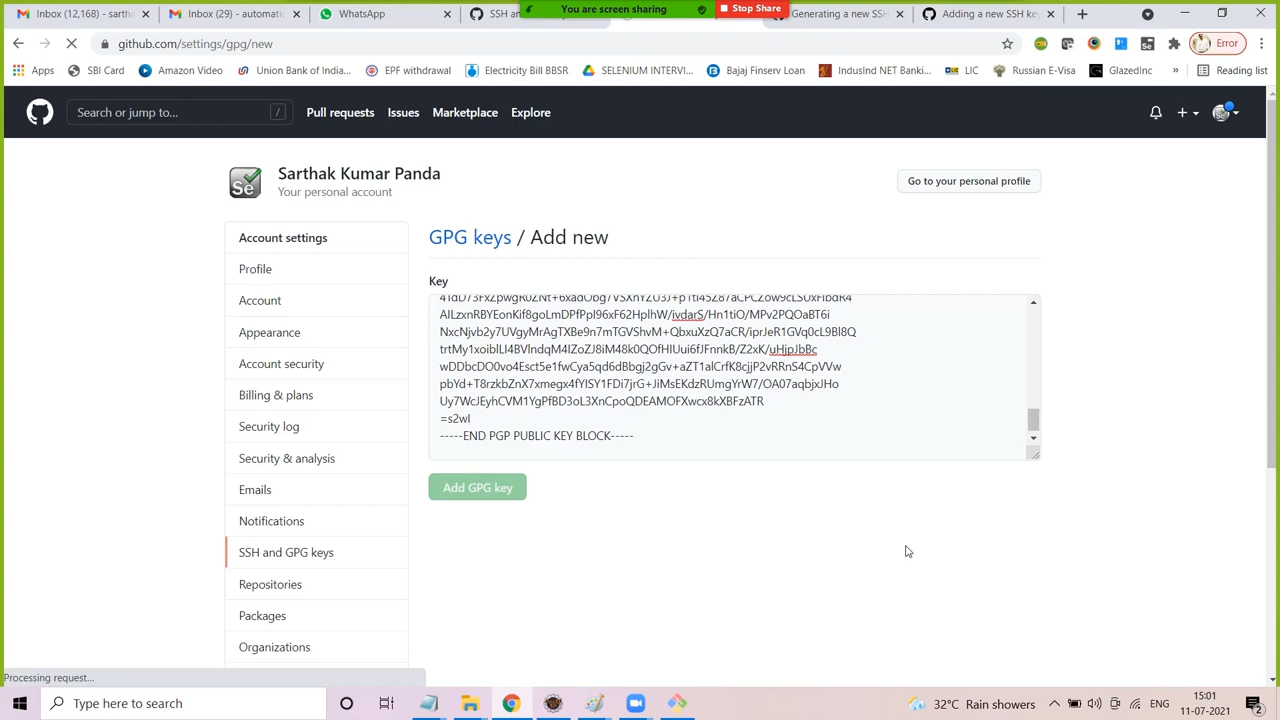 Inbox (12,168) - sarth
Inbox (29) - automati
WhatsApp
SSH an
You are screen sharing
Stop Share
Generating a new SSH
Adding a new SSH ke
github.com/settings/gpg/new
Error
Apps
SBI Card
Amazon Video
Union Bank of India...
EPF withdrawal
Electricity Bill BBSR
SELENIUM INTERVI...
Bajaj Finserv Loan
IndusInd NET Banki...
LIC
Russian E-Visa
GlazedInc
»
Reading list
Search or jump to...
/
Pull requests
Issues
Marketplace
Explore
Se
Sarthak Kumar Panda
Your personal account
Go to your personal profile
Account settings
Profile
Account
Appearance
Account security
Billing & plans
Security log
Security & analysis
Emails
Notifications
SSH and GPG keys
Repositories
Packages
Organizations
GPG keys / Add new
Key
AILzxnRBYEonKif8goLmDPfPpI96xF62HplhW/ivdarS/Hn1tiO/MPv2PQOaBT6i
NxcNjvb2y7UVgyMrAgTXBe9n7mTGVShvM+QbxuXzQ7aCR/iprJeR1GVq0cL9Bl8Q
trtMy1xoiblLI4BVlndqM4IZoZJ8iM48k0QOfHIUui6fJFnnkB/Z2xK/uHjpJbBc
wDDbcDO0vo4Esct5e1fwCya5qd6dBbgj2gGv+aZT1alCrfK8cjjP2vRRnS4CpVVw
pbYd+T8rzkbZnX7xmegx4fYISY1FDi7jrG+JiMsEKdzRUmgYrW7/OA07aqbjxJHo
Uy7WcJEyhCVM1YgPfBD3oL3XnCpoQDEAMOFXwcx8kXBFzATR
=s2wl
-----END PGP PUBLIC KEY BLOCK-----
Add GPG key
Processing request...
Type here to search
32°C Rain showers
ENG
15:01
11-07-2021
2